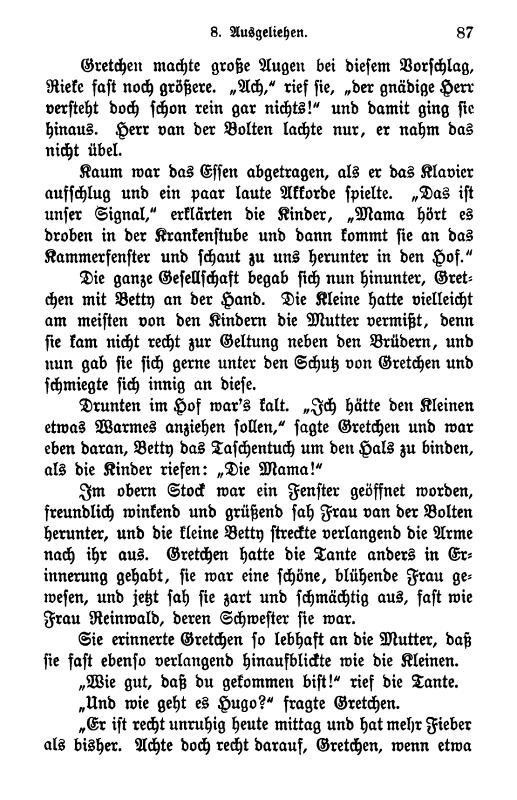 8. Ausgeliehen. 87
Gretchen machte große Augen bei diesem Vorschlag,
Rieke fast noch größere. „Ach,“ rief sie, „der gnädige Herr
versteht doch schon rein gar nichts!“ und damit ging sie
hinaus. Herr van der Bolten lachte nur, er nahm das
nicht übel.
Kaum war das Essen abgetragen, als er das Klavier
aufschlug und ein paar laute Akkorde spielte. „Das ist
unser Signal,“ erklärten die Kinder, „Mama hört es
droben in der Krankenstube und dann kommt sie an das
Kammerfenster und schaut zu uns herunter in den Hof.“
Die ganze Gesellschaft begab sich nun hinunter, Gret-
chen mit Betty an der Hand. Die Kleine hatte vielleicht
am meisten von den Kindern die Mutter vermißt, denn
sie kam nicht recht zur Geltung neben den Brüdern, und
nun gab sie sich gerne unter den Schutz von Gretchen und
schmiegte sich innig an diese.
Drunten im Hof war's kalt. „Ich hätte den Kleinen
etwas Warmes anziehen sollen,“ sagte Gretchen und war
eben daran, Betty das Taschentuch um den Hals zu binden,
als die Kinder riefen: „Die Mama!“
Im obern Stock war ein Fenster geöffnet worden,
freundlich winkend und grüßend sah Frau van der Bolten
herunter, und die kleine Betty streckte verlangend die Arme
nach ihr aus. Gretchen hatte die Tante anders in Er-
innerung gehabt, sie war eine schöne, blühende Frau ge-
wesen, und jetzt sah sie zart und schmächtig aus, fast wie
Frau Reinwald, deren Schwester sie war.
Sie erinnerte Gretchen so lebhaft an die Mutter, daß
sie fast ebenso verlangend hinaufblickte wie die Kleinen.
„Wie gut, daß du gekommen bist!“ rief die Tante.
„Und wie geht es Hugo?“ fragte Gretchen.
„Er ist recht unruhig heute mittag und hat mehr Fieber
als bisher. Achte doch recht darauf, Gretchen, wenn etwa